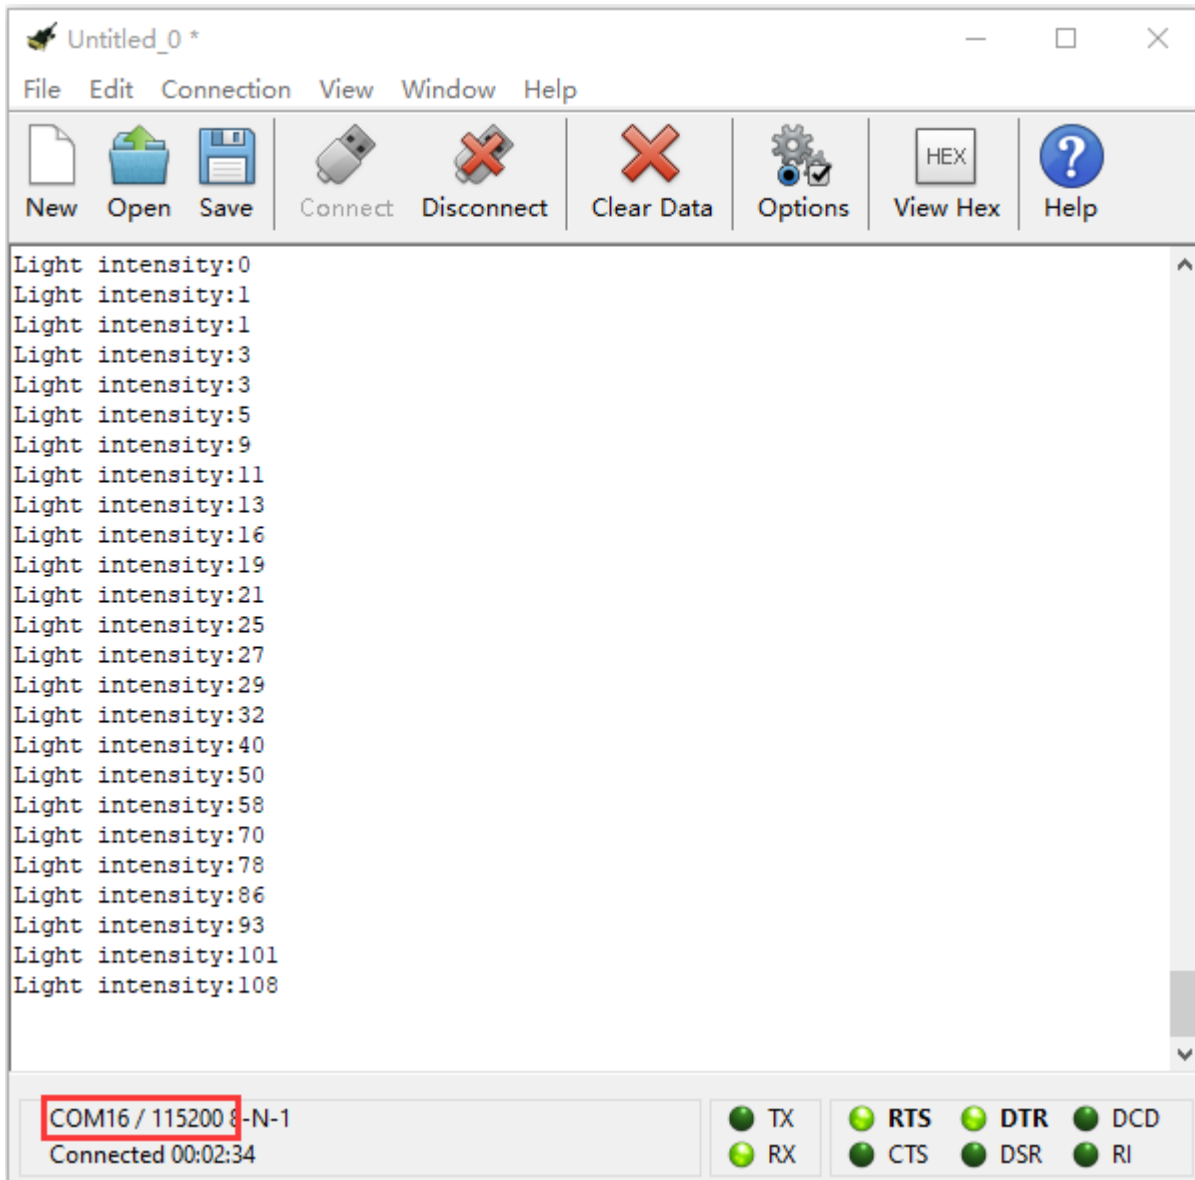 Untitled_0 *
File Edit Connection View Window Help
New Open Save Connect Disconnect Clear Data Options HEX View Hex ? Help
Light intensity:0
Light intensity:1
Light intensity:1
Light intensity:3
Light intensity:3
Light intensity:5
Light intensity:9
Light intensity:11
Light intensity:13
Light intensity:16
Light intensity:19
Light intensity:21
Light intensity:25
Light intensity:27
Light intensity:29
Light intensity:32
Light intensity:40
Light intensity:50
Light intensity:58
Light intensity:70
Light intensity:78
Light intensity:86
Light intensity:93
Light intensity:101
Light intensity:108
COM16 / 115200 8-N-1 TX RTS DTR DCD
Connected 00:02:34 RX CTS DSR RI